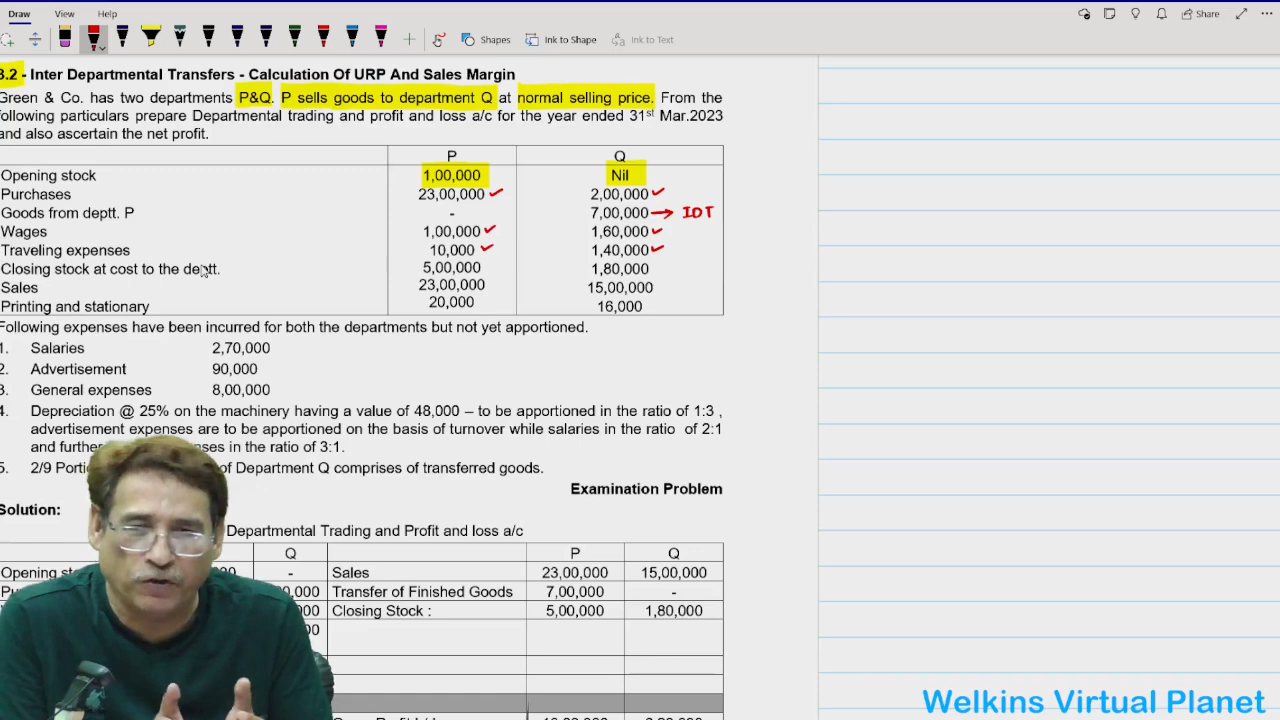 Draw View Help
Share
Shapes Ink to Shape Ink to Text
3.2 - Inter Departmental Transfers - Calculation Of URP And Sales Margin
Green & Co. has two departments P&Q. P sells goods to department Q at normal selling price. From the
following particulars prepare Departmental trading and profit and loss a/c for the year ended 31st Mar.2023
and also ascertain the net profit.
P Q
Opening stock 1,00,000 Nil
Purchases 23,00,000 2,00,000
Goods from deptt. P - 7,00,000 → IDT
Wages 1,00,000 1,60,000
Traveling expenses 10,000 1,40,000
Closing stock at cost to the deptt. 5,00,000 1,80,000
Sales 23,00,000 15,00,000
Printing and stationary 20,000 16,000
Following expenses have been incurred for both the departments but not yet apportioned.
1. Salaries 2,70,000
2. Advertisement 90,000
3. General expenses 8,00,000
4. Depreciation @ 25% on the machinery having a value of 48,000 – to be apportioned in the ratio of 1:3 ,
advertisement expenses are to be apportioned on the basis of turnover while salaries in the ratio of 2:1
and further in the ratio of 3:1.
5. 2/9 of Department Q comprises of transferred goods.
Examination Problem
Solution:
Departmental Trading and Profit and loss a/c
Q P Q
Opening - Sales 23,00,000 15,00,000
Transfer of Finished Goods 7,00,000 -
Closing Stock : 5,00,000 1,80,000
Welkins Virtual Planet